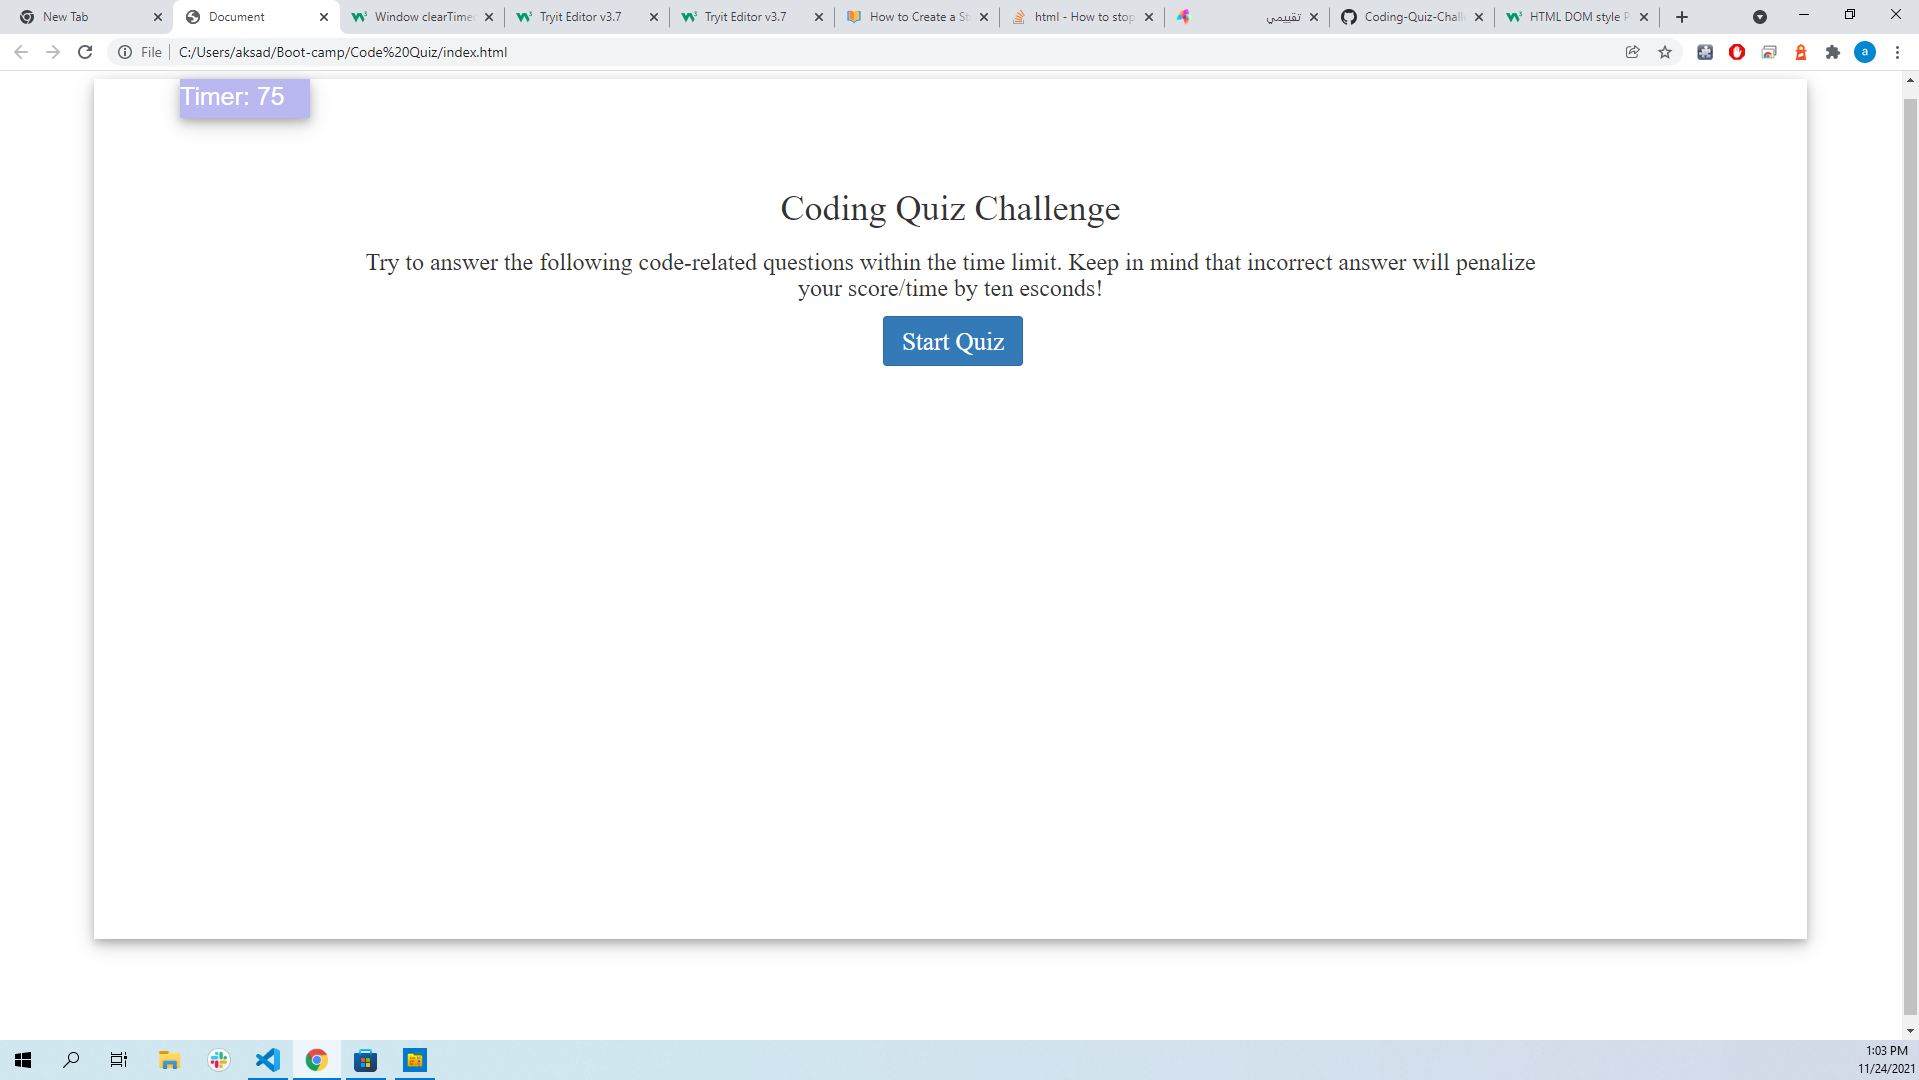 New Tab
Document
Window clearTime
Tryit Editor v3.7
Tryit Editor v3.7
How to Create a St
html - How to stop
تقييمي
Coding-Quiz-Chall
HTML DOM style P
File
C:/Users/aksad/Boot-camp/Code%20Quiz/index.html
a
Timer: 75
Coding Quiz Challenge
Try to answer the following code-related questions within the time limit. Keep in mind that incorrect answer will penalize
your score/time by ten esconds!
Start Quiz
1:03 PM
11/24/2021